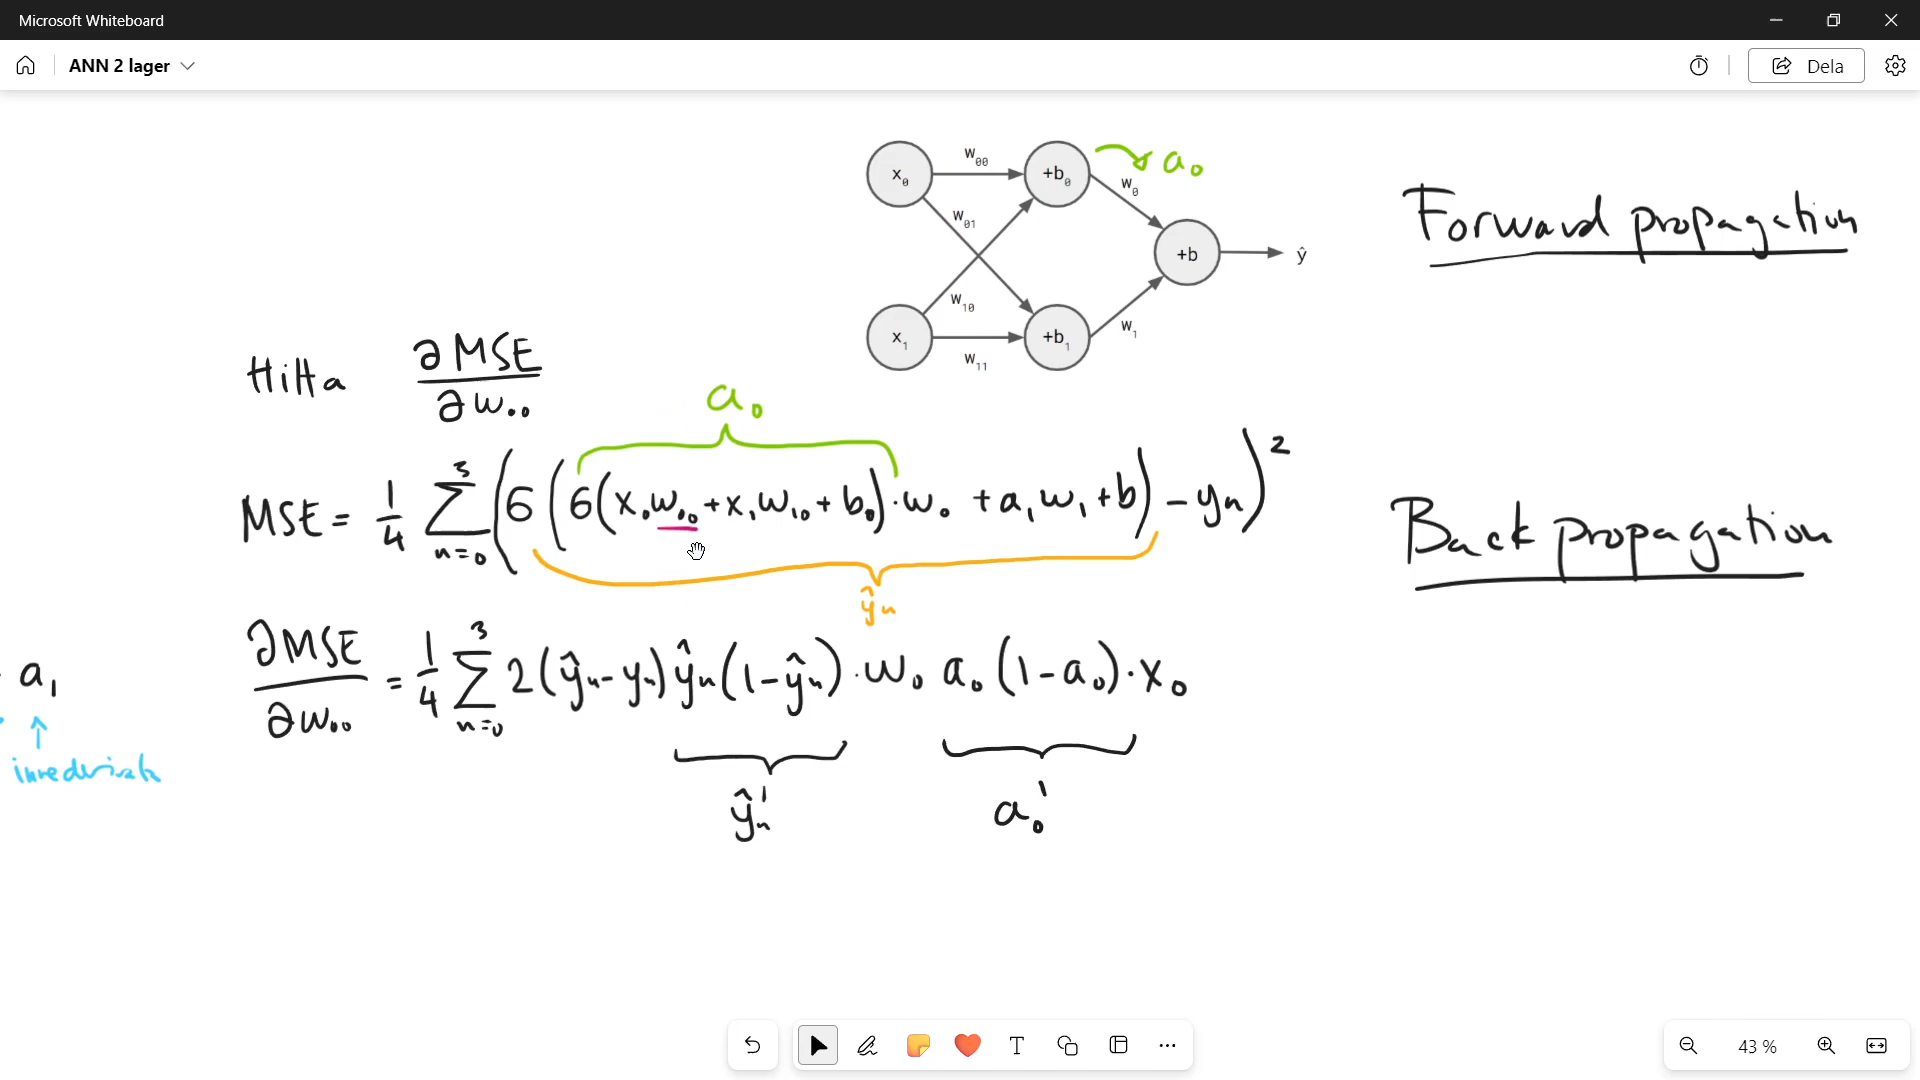 Microsoft Whiteboard
ANN 2 lager
Dela
x₀ w₀₀ +b₀ a₀
w₀
w₀₁
+b ŷ
w₁₀
w₁
x₁ w₁₁ +b₁
Forward propagation
Hitta ∂MSE/∂w₀₀
a₀
MSE = 1/4 Σ n=0 3 (σ(σ(x₀w₀₀+x₁w₁₀+b₀)·w₀ + a₁w₁+b) - yₙ)²
ŷₙ
Back propagation
a₁
↑
inre derivata
∂MSE/∂w₀₀ = 1/4 Σ n=0 3 2(ŷₙ-yₙ)ŷₙ(1-ŷₙ)·w₀ a₀(1-a₀)·x₀
ŷₙ' a₀'
43 %